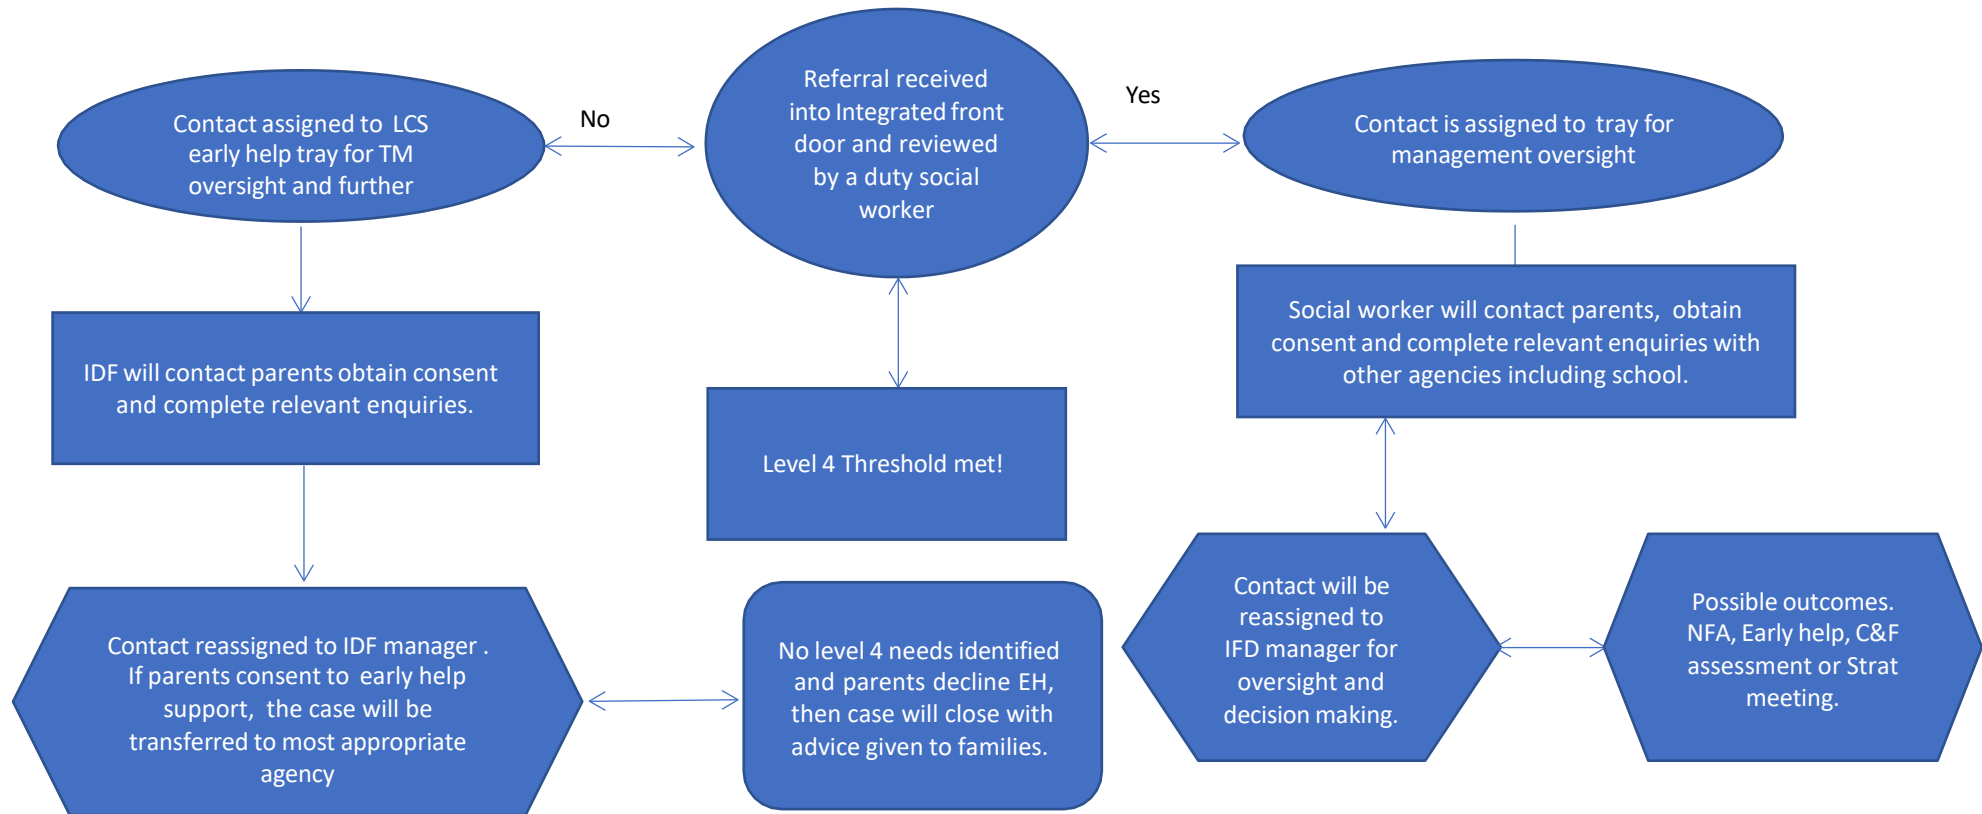 Referral received
into Integrated front
door and reviewed
by a duty social
worker
No
Yes
Contact assigned to LCS
early help tray for TM
oversight and further
Contact is assigned to tray for
management oversight
IDF will contact parents obtain consent
and complete relevant enquiries.
Level 4 Threshold met!
Social worker will contact parents, obtain
consent and complete relevant enquiries with
other agencies including school.
Contact reassigned to IDF manager .
If parents consent to early help
support, the case will be
transferred to most appropriate
agency
No level 4 needs identified
and parents decline EH,
then case will close with
advice given to families.
Contact will be
reassigned to
IFD manager for
oversight and
decision making.
Possible outcomes.
NFA, Early help, C&F
assessment or Strat
meeting.